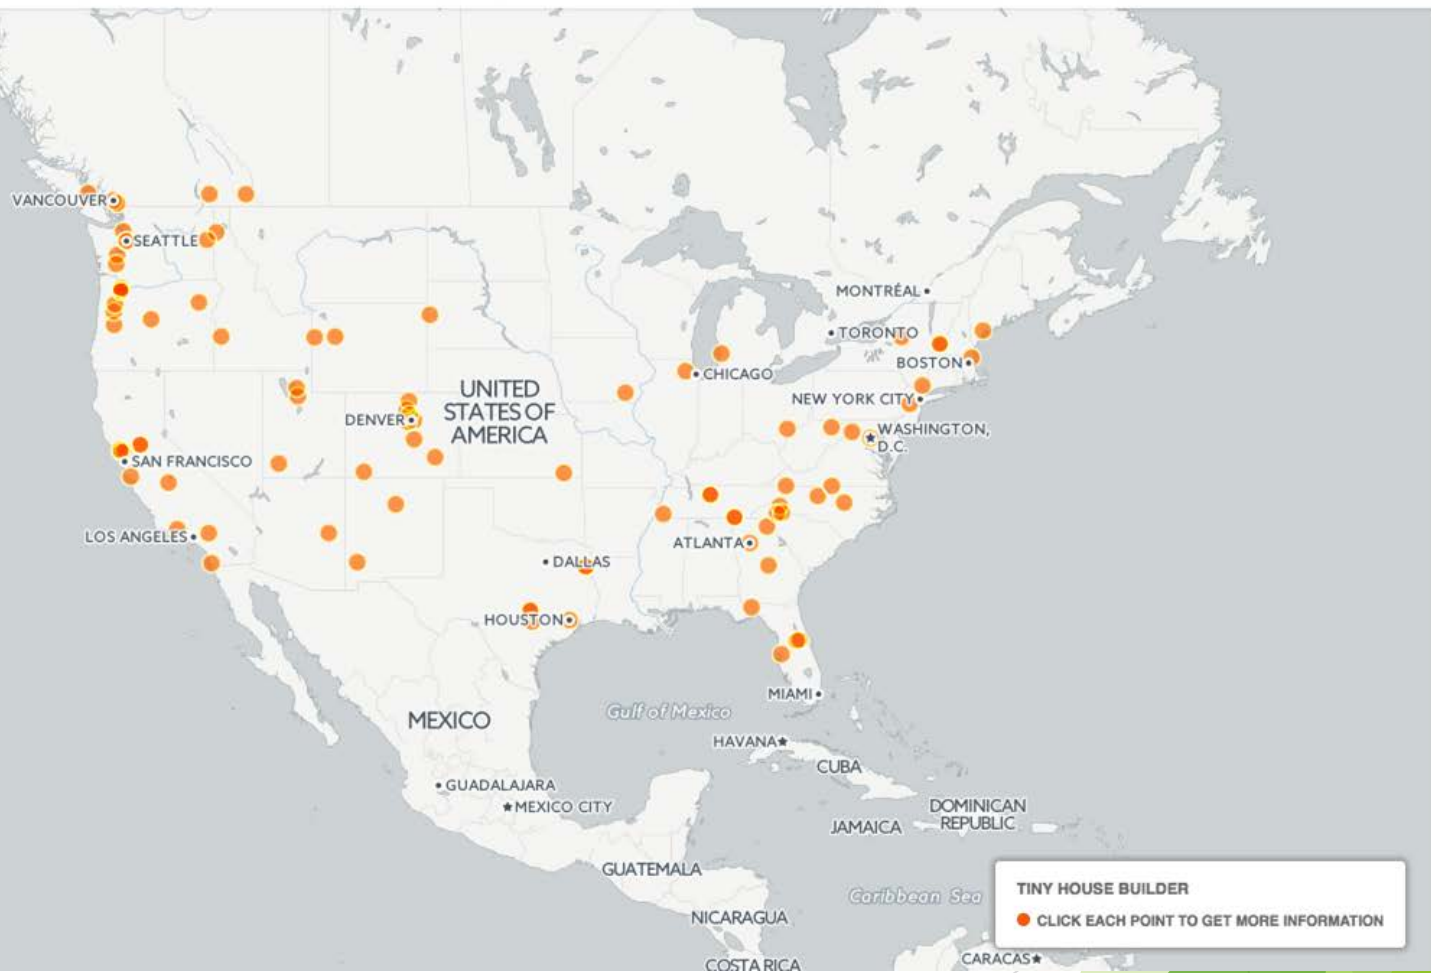 VANCOUVER
SEATTLE
MONTRÉAL
TORONTO
BOSTON
CHICAGO
NEW YORK CITY
UNITED
STATES OF
AMERICA
DENVER
WASHINGTON,
D.C.
SAN FRANCISCO
LOS ANGELES
ATLANTA
DALLAS
HOUSTON
MIAMI
Gulf of Mexico
MEXICO
HAVANA
CUBA
GUADALAJARA
MEXICO CITY
DOMINICAN
REPUBLIC
JAMAICA
GUATEMALA
Caribbean Sea
NICARAGUA
COSTA RICA
CARACAS
TINY HOUSE BUILDER
CLICK EACH POINT TO GET MORE INFORMATION